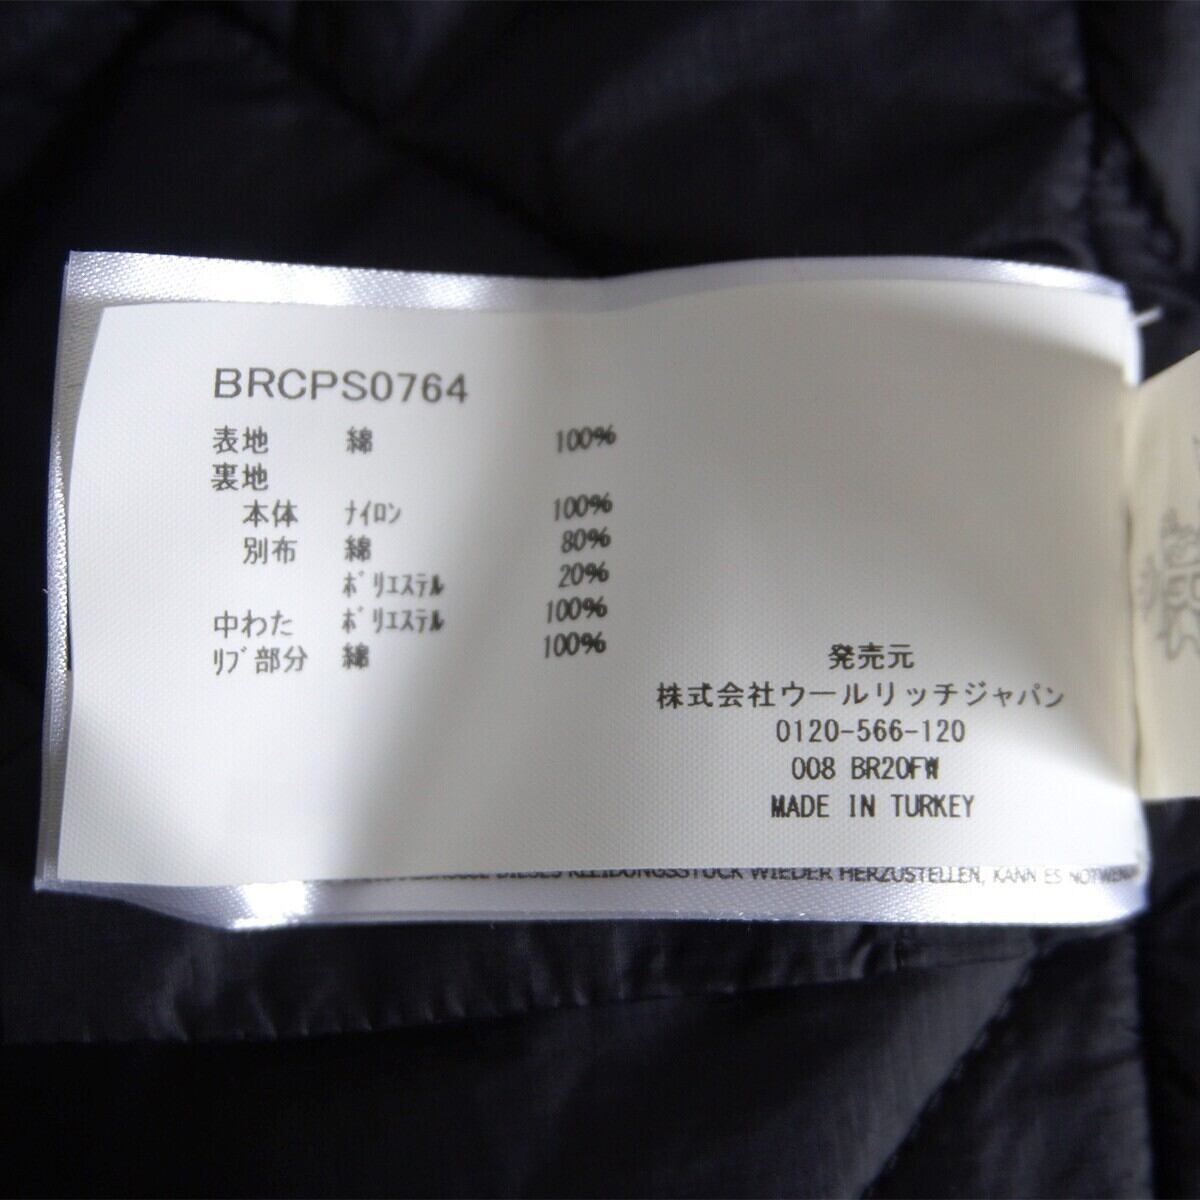 BRCPS0764
表地 綿 100%
裏地
本体 ナイロン 100%
別布 綿 80%
ポリエステル 20%
中わた ポリエステル 100%
リブ部分 綿 100%
発売元
株式会社ウールリッチジャパン
0120-566-120
008 BR20FW
MADE IN TURKEY
DIESES KLEIDUNGSSTÜCK WIEDER HERZUSTELLEN, KANN ES